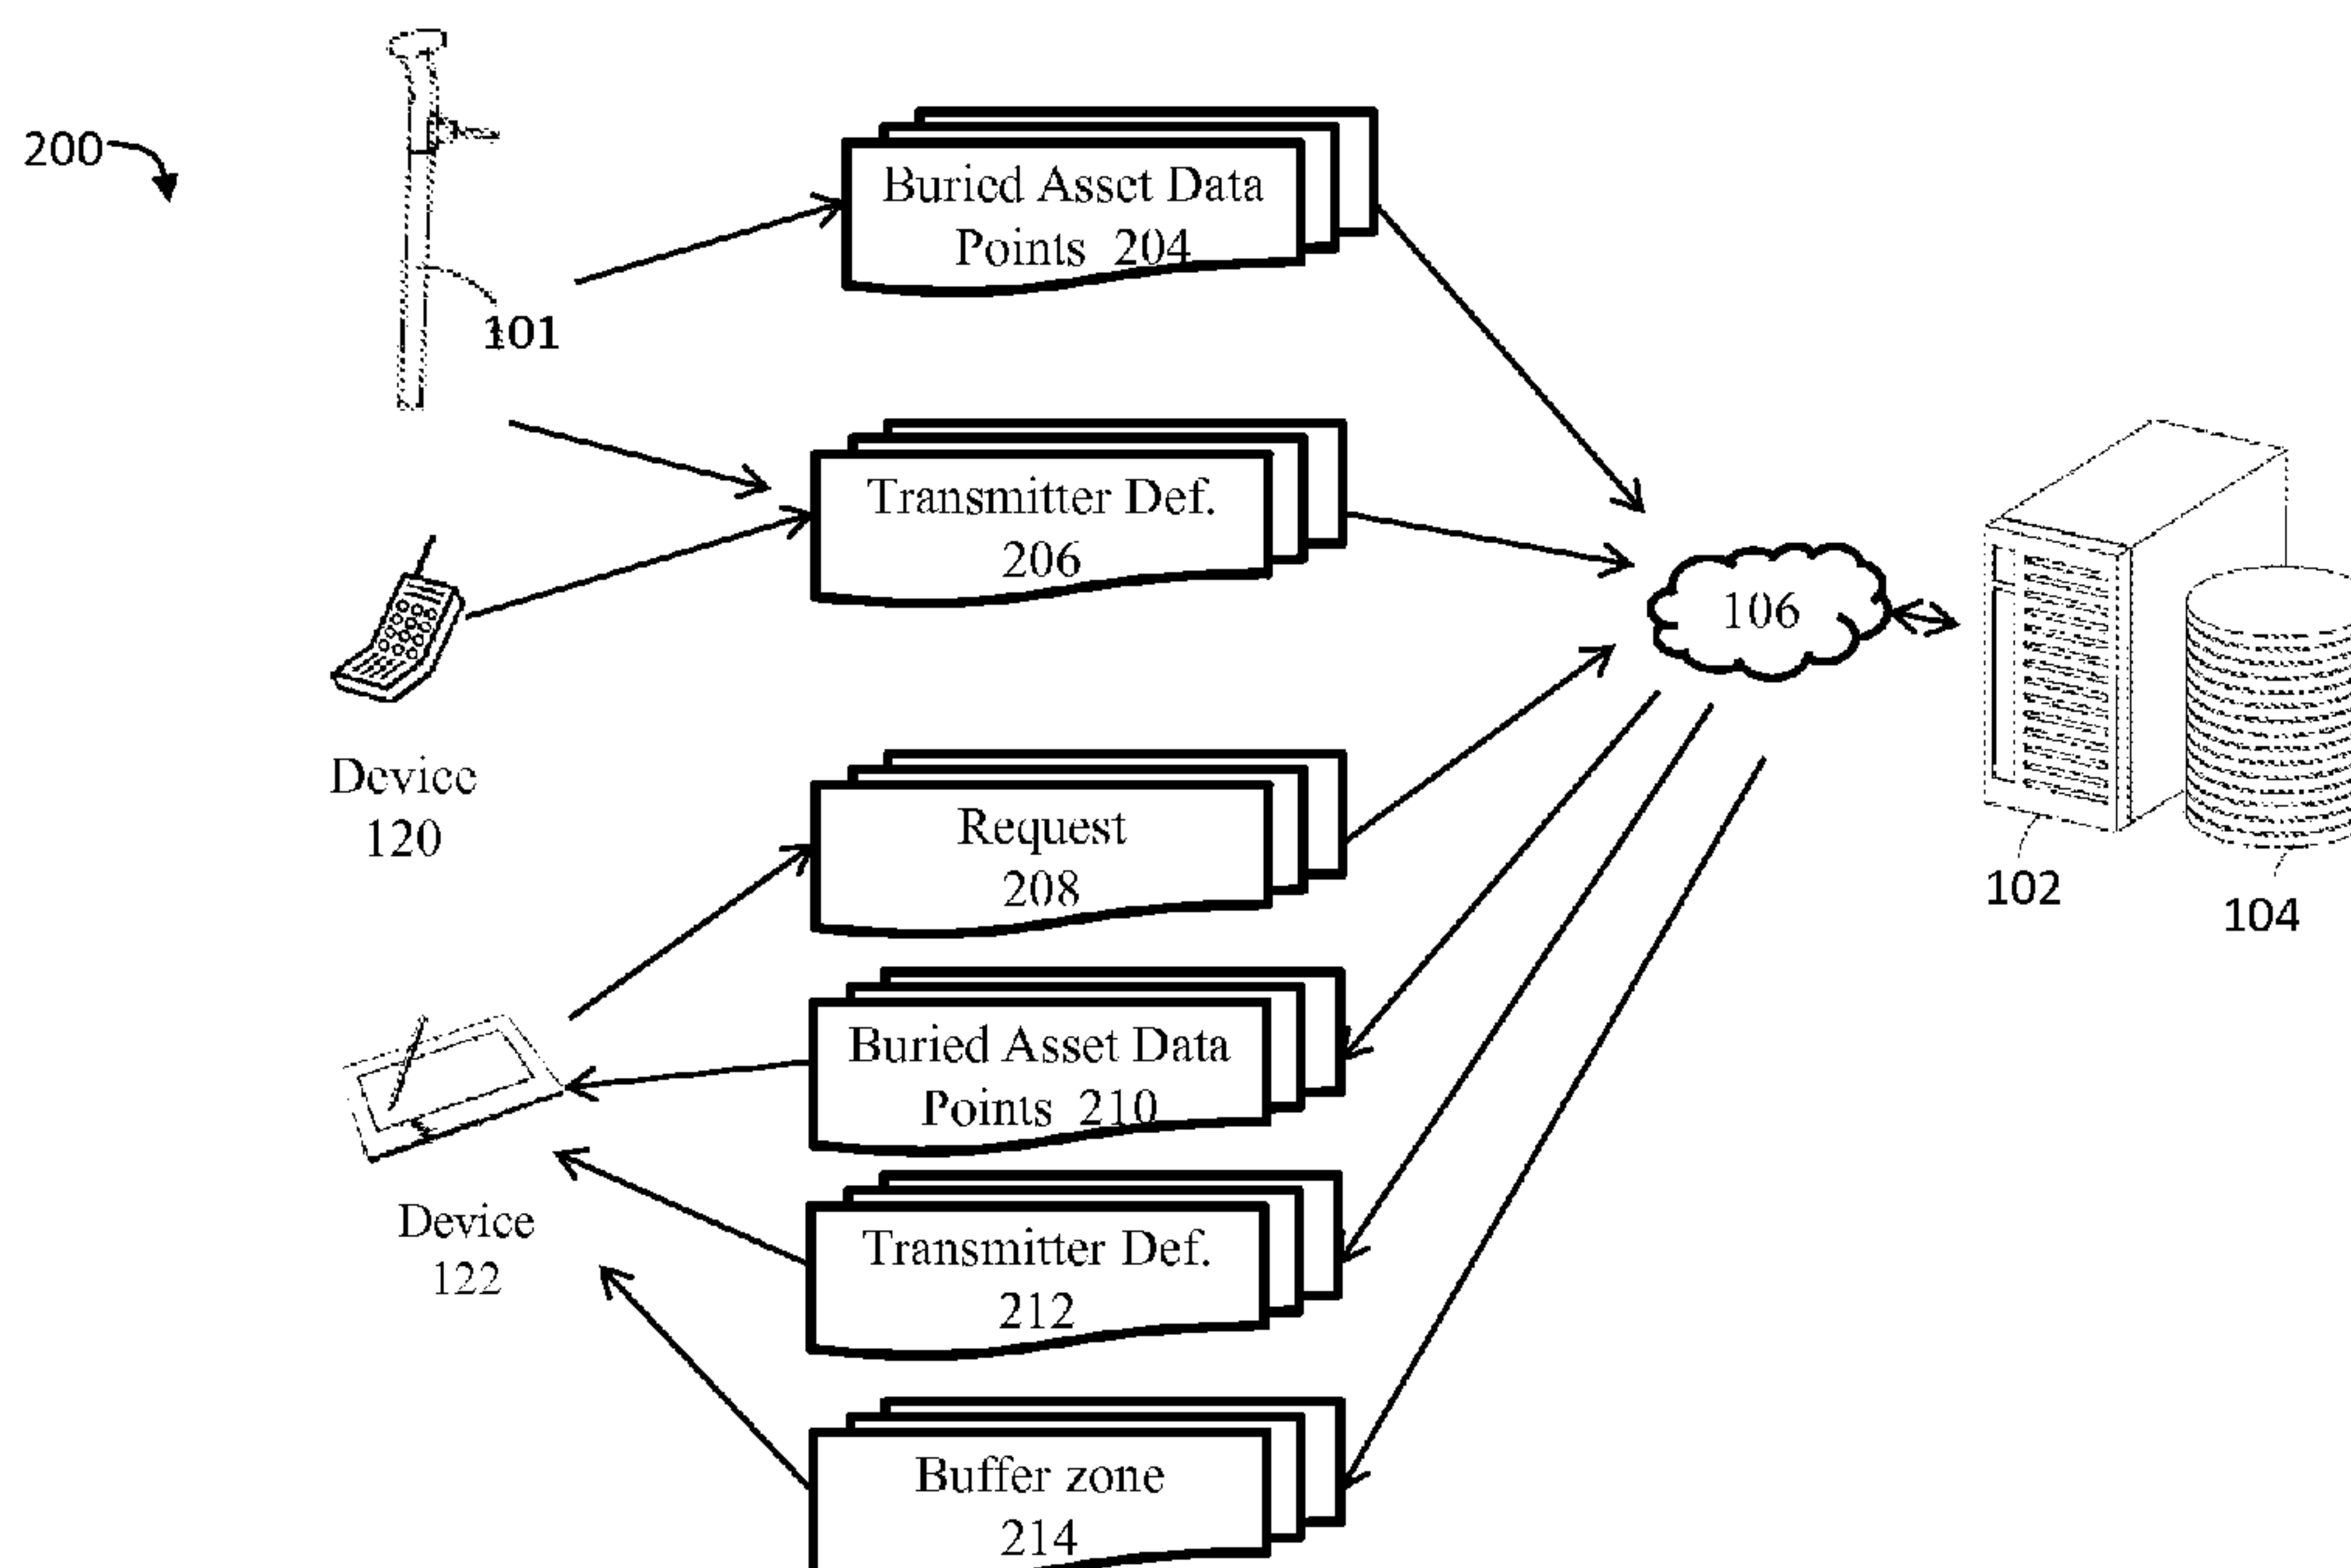 200
101
Buried Asset Data
Points 204
Transmitter Def.
206
106
Device
120
Request
208
102
104
Buried Asset Data
Points 210
Device
122
Transmitter Def.
212
Buffer zone
214